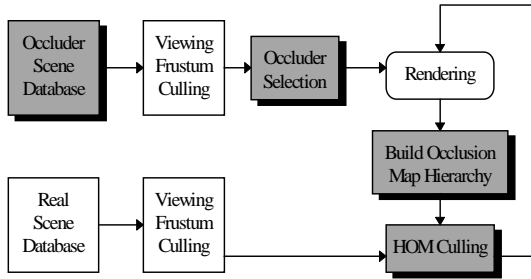 Occluder
Scene
Database
Viewing
Frustum
Culling
Occluder
Selection
Rendering
Build Occlusion
Map Hierarchy
Real
Scene
Database
Viewing
Frustum
Culling
HOM Culling